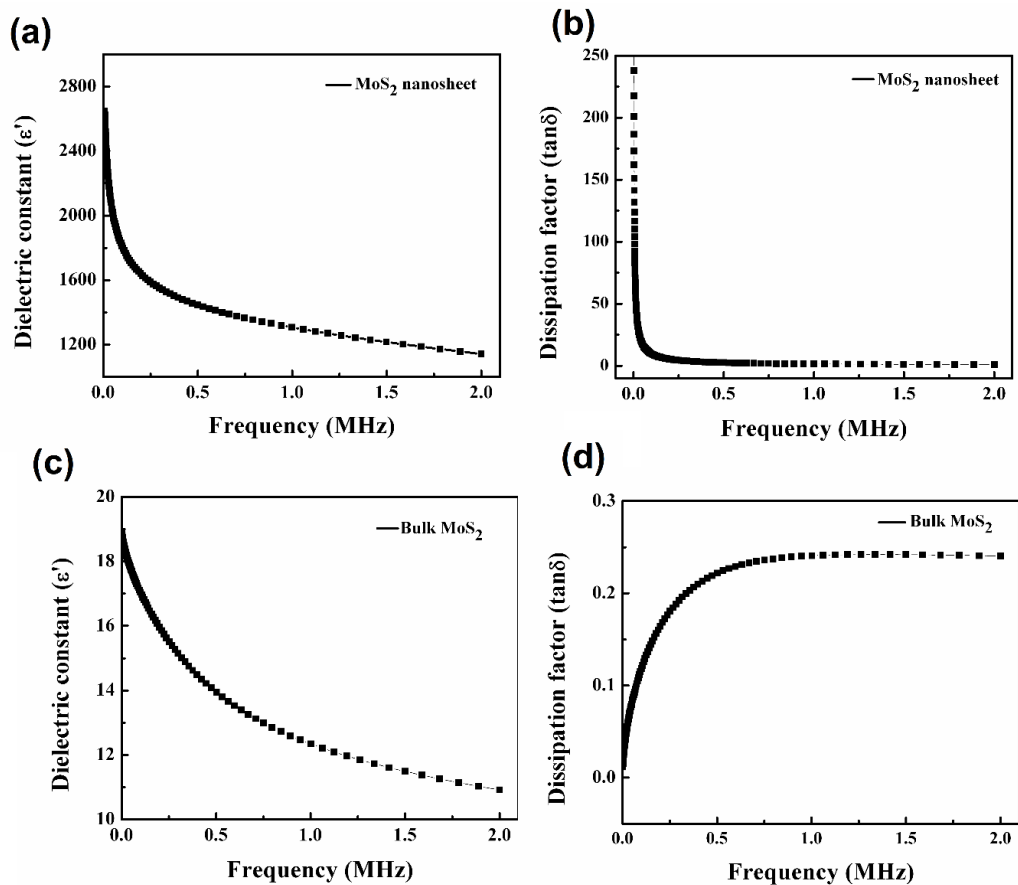 (a)
MoS₂ nanosheet
2800
2400
2000
1600
1200
0.0 0.5 1.0 1.5 2.0
Dielectric constant (ε')
Frequency (MHz)
(b)
MoS₂ nanosheet
250
200
150
100
50
0
0.0 0.5 1.0 1.5 2.0
Dissipation factor (tanδ)
Frequency (MHz)
(c)
Bulk MoS₂
20
18
16
14
12
10
0.0 0.5 1.0 1.5 2.0
Dielectric constant (ε')
Frequency (MHz)
(d)
Bulk MoS₂
0.3
0.2
0.1
0.0
0.0 0.5 1.0 1.5 2.0
Dissipation factor (tanδ)
Frequency (MHz)